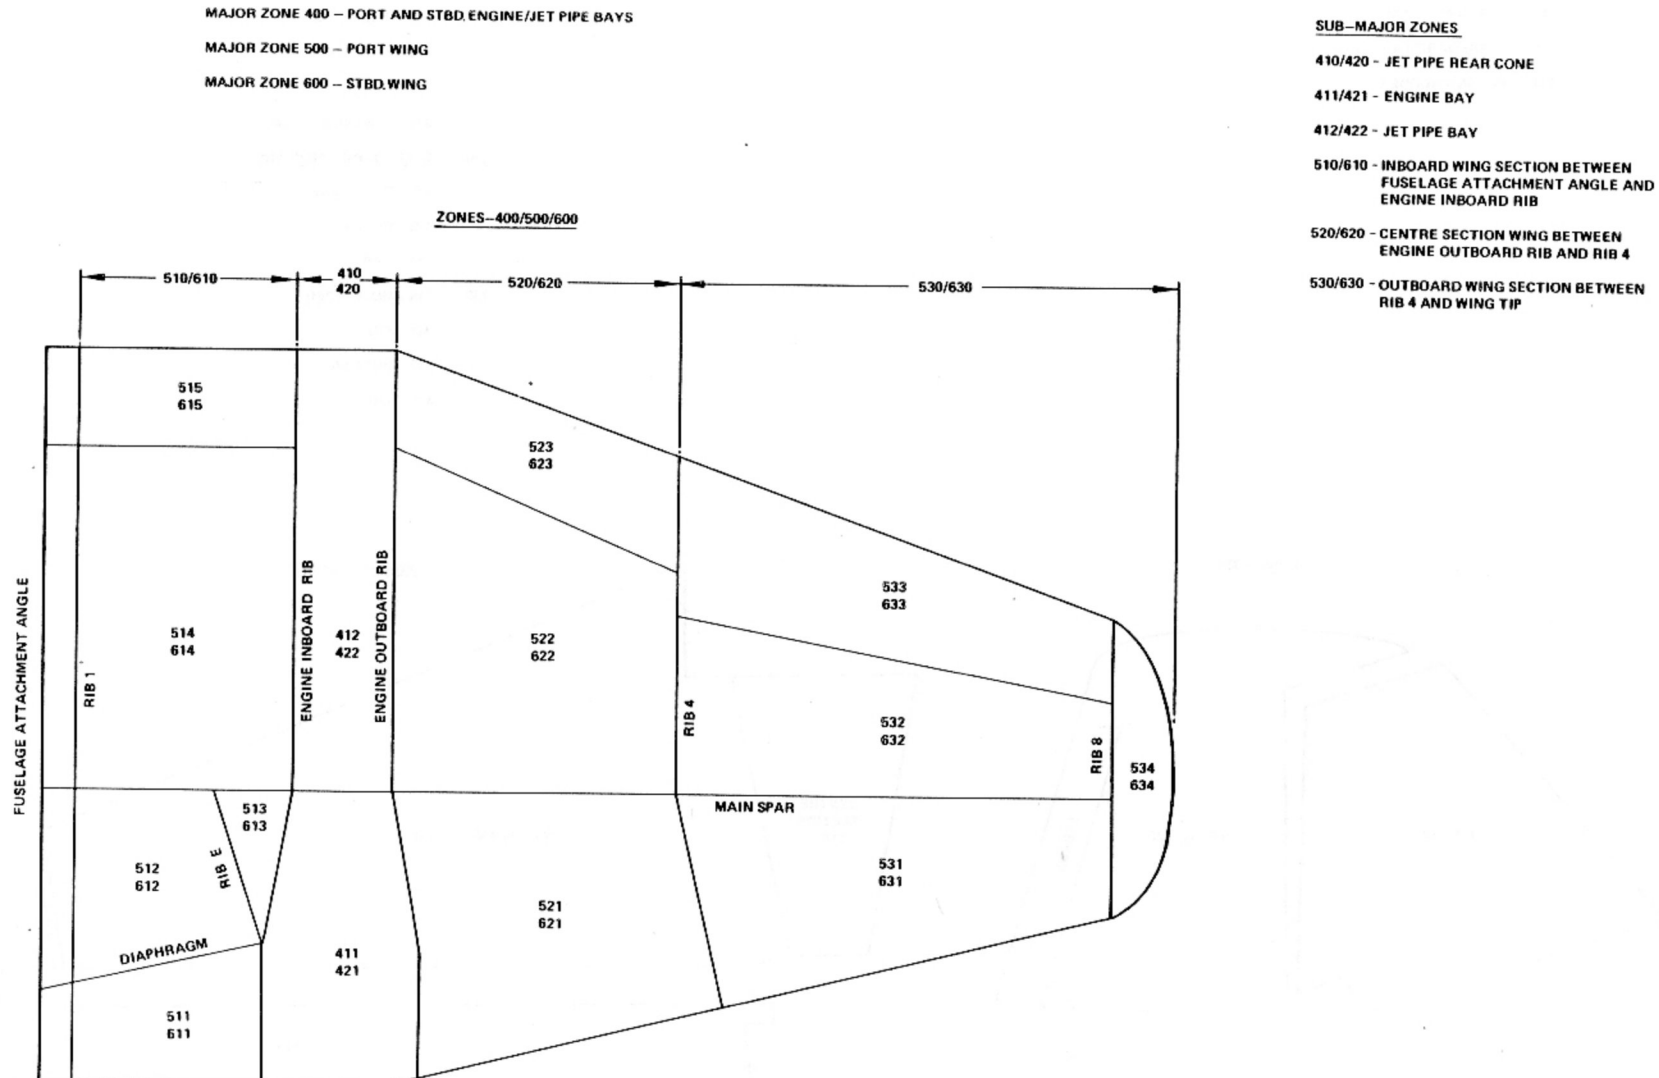 MAJOR ZONE 400 – PORT AND STBD. ENGINE/JET PIPE BAYS
MAJOR ZONE 500 – PORT WING
MAJOR ZONE 600 – STBD. WING
SUB–MAJOR ZONES
410/420 - JET PIPE REAR CONE
411/421 - ENGINE BAY
412/422 - JET PIPE BAY
510/610 - INBOARD WING SECTION BETWEEN
FUSELAGE ATTACHMENT ANGLE AND
ENGINE INBOARD RIB
520/620 - CENTRE SECTION WING BETWEEN
ENGINE OUTBOARD RIB AND RIB 4
530/630 - OUTBOARD WING SECTION BETWEEN
RIB 4 AND WING TIP
ZONES–400/500/600
510/610
410
420
520/620
530/630
515
615
523
623
533
633
FUSELAGE ATTACHMENT ANGLE
RIB 1
514
614
ENGINE INBOARD RIB
412
422
ENGINE OUTBOARD RIB
522
622
RIB 4
532
632
RIB 8
534
634
MAIN SPAR
513
613
512
612
RIB E
531
631
521
621
DIAPHRAGM
411
421
511
611